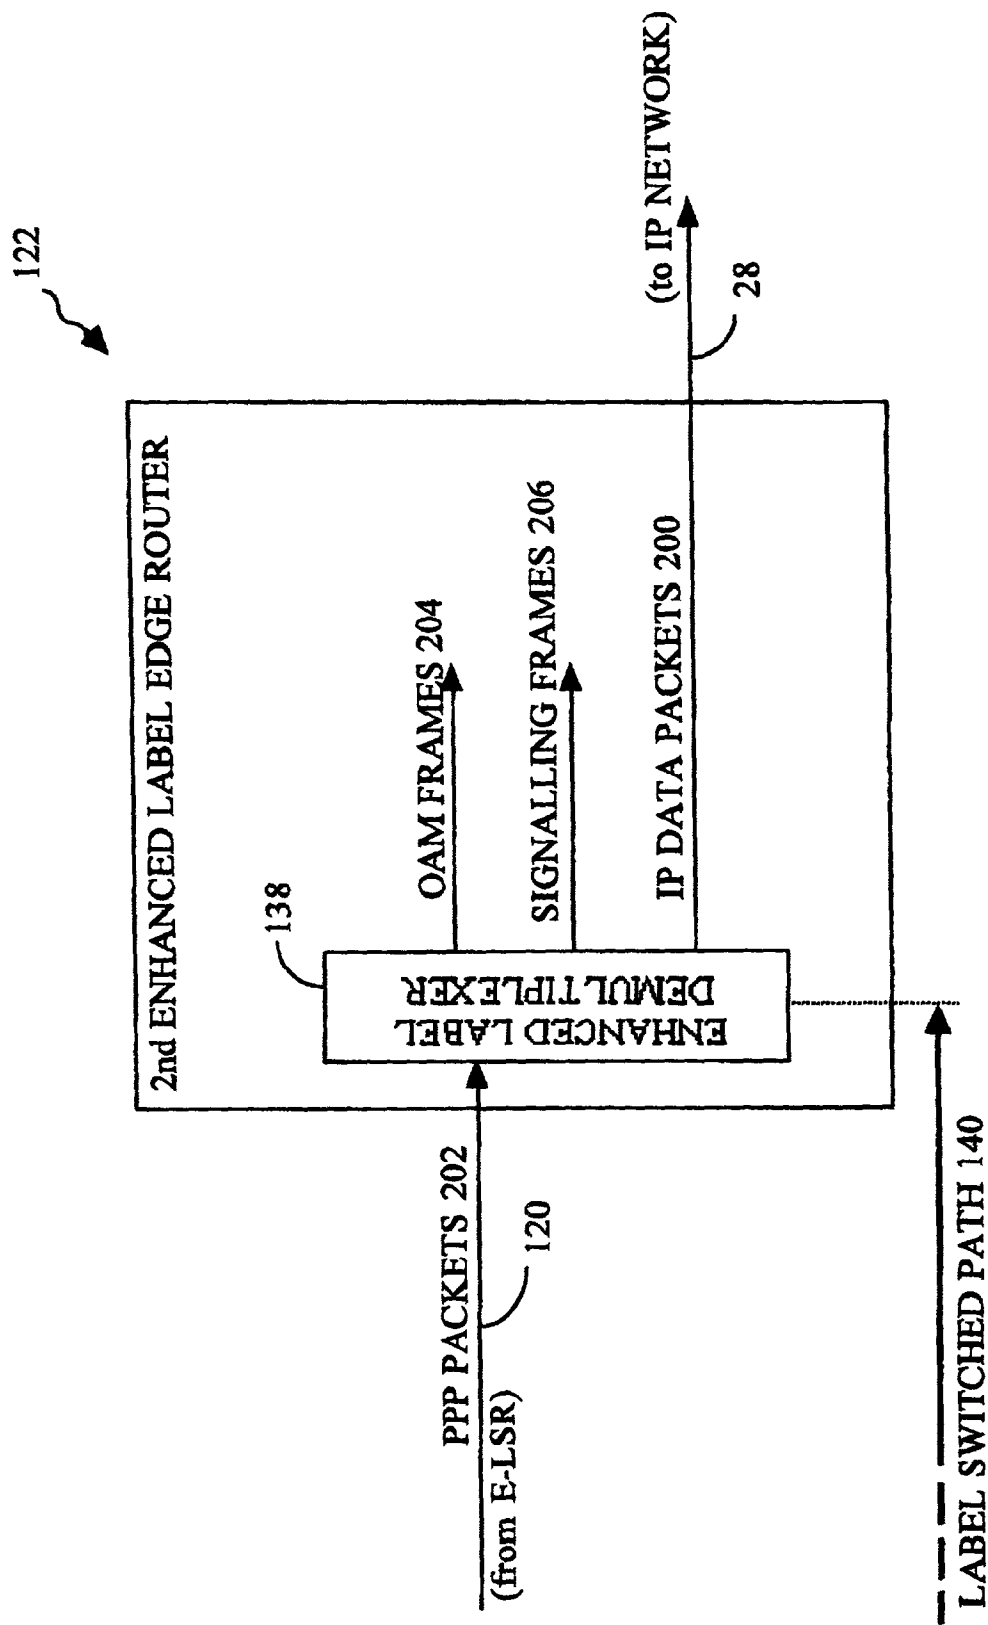 122
2nd ENHANCED LABEL EDGE ROUTER
138
OAM FRAMES 204
SIGNALLING FRAMES 206
IP DATA PACKETS 200
(to IP NETWORK)
28
ENHANCED LABEL
DEMULTIPLEXER
PPP PACKETS 202
(from E-LSR)
120
LABEL SWITCHED PATH 140